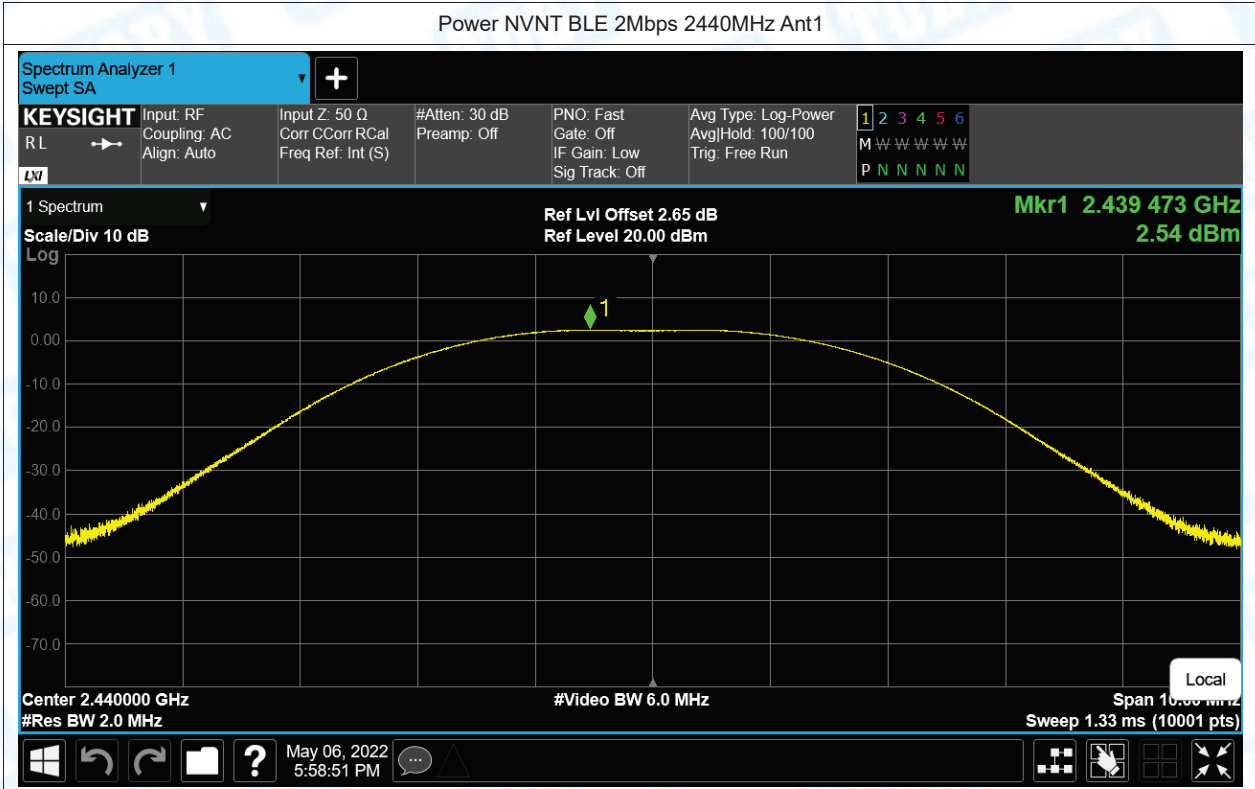 Power NVNT BLE 2Mbps 2440MHz Ant1
Spectrum Analyzer 1
Swept SA
KEYSIGHT
R L
LXI
Input: RF
Coupling: AC
Align: Auto
Input Z: 50 Ω
Corr CCorr RCal
Freq Ref: Int (S)
#Atten: 30 dB
Preamp: Off
PNO: Fast
Gate: Off
IF Gain: Low
Sig Track: Off
Avg Type: Log-Power
Avg|Hold: 100/100
Trig: Free Run
1 2 3 4 5 6
M W W W W W
P N N N N N
1 Spectrum
Scale/Div 10 dB
Ref Lvl Offset 2.65 dB
Ref Level 20.00 dBm
Mkr1 2.439 473 GHz
2.54 dBm
Log
10.0
0.00
-10.0
-20.0
-30.0
-40.0
-50.0
-60.0
-70.0
1
Local
Center 2.440000 GHz
#Res BW 2.0 MHz
#Video BW 6.0 MHz
Span 10.00 MHz
Sweep 1.33 ms (10001 pts)
?
May 06, 2022
5:58:51 PM